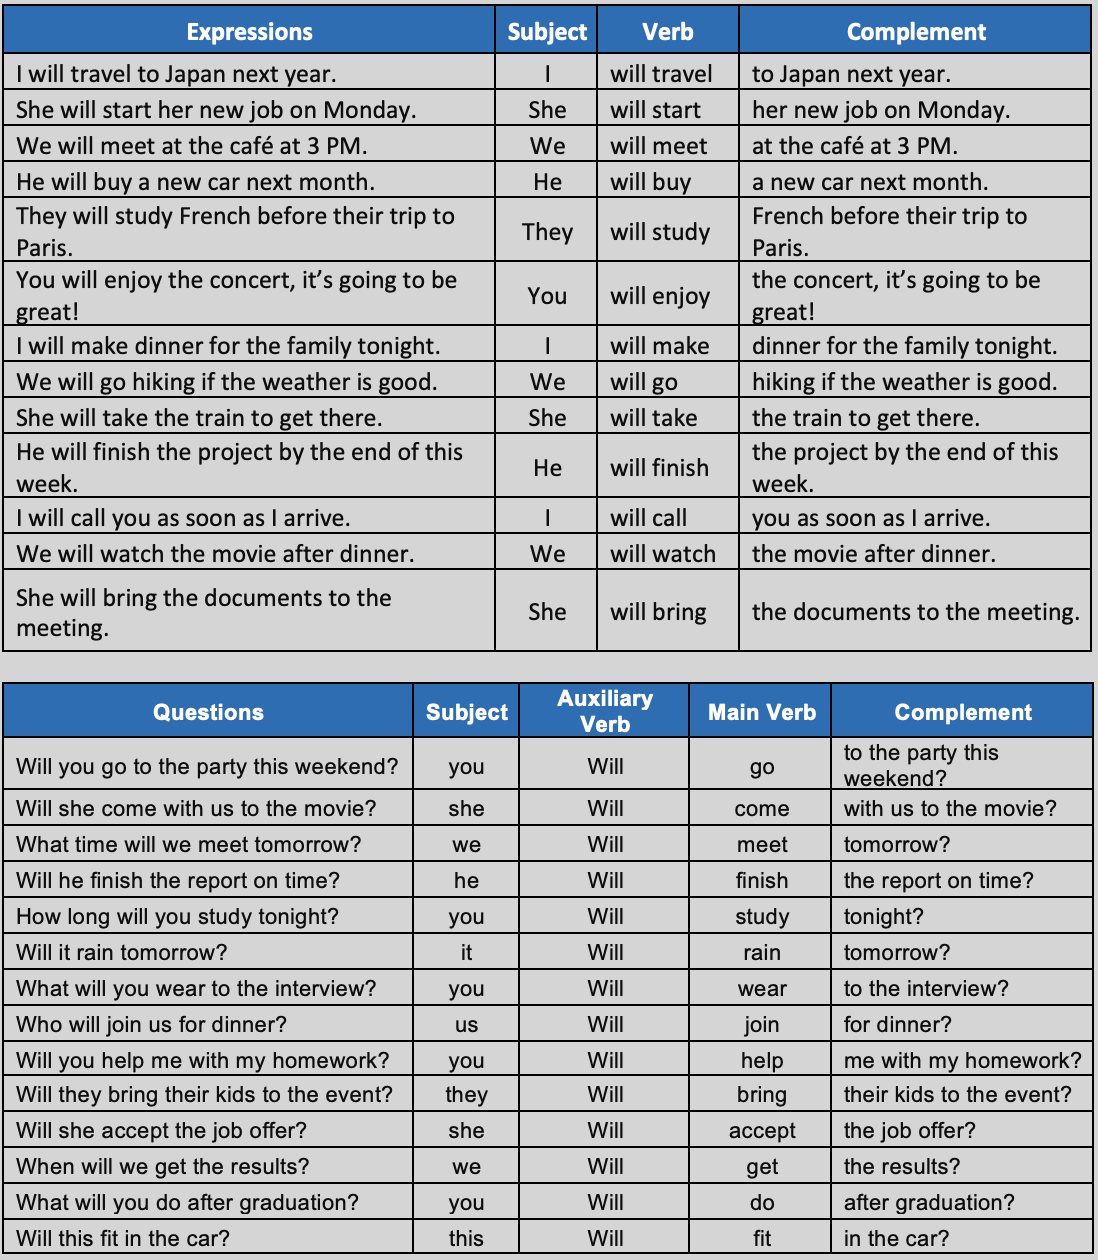 Expressions Subject Verb Complement
I will travel to Japan next year. I will travel to Japan next year.
She will start her new job on Monday. She will start her new job on Monday.
We will meet at the café at 3 PM. We will meet at the café at 3 PM.
He will buy a new car next month. He will buy a new car next month.
They will study French before their trip to
Paris.
They
will study
French before their trip to
Paris.
You will enjoy the concert, it’s going to be
great!
You
will enjoy
the concert, it’s going to be
great!
I will make dinner for the family tonight. I will make dinner for the family tonight.
We will go hiking if the weather is good. We will go hiking if the weather is good.
She will take the train to get there. She will take the train to get there.
He will finish the project by the end of this
week.
He
will finish
the project by the end of this
week.
I will call you as soon as I arrive. I will call you as soon as I arrive.
We will watch the movie after dinner. We will watch the movie after dinner.
She will bring the documents to the
meeting.
She
will bring
the documents to the meeting.
Questions Subject
Auxiliary
Verb
Main Verb Complement
Will you go to the party this weekend? you Will go
to the party this
weekend?
Will she come with us to the movie? she Will come with us to the movie?
What time will we meet tomorrow? we Will meet tomorrow?
Will he finish the report on time? he Will finish the report on time?
How long will you study tonight? you Will study tonight?
Will it rain tomorrow? it Will rain tomorrow?
What will you wear to the interview? you Will wear to the interview?
Who will join us for dinner? us Will join for dinner?
Will you help me with my homework? you Will help me with my homework?
Will they bring their kids to the event? they Will bring their kids to the event?
Will she accept the job offer? she Will accept the job offer?
When will we get the results? we Will get the results?
What will you do after graduation? you Will do after graduation?
Will this fit in the car? this Will fit in the car?